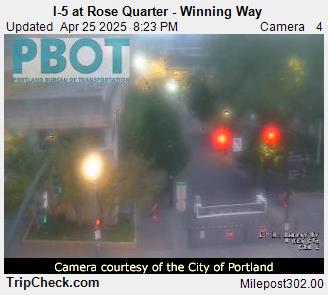 I-5 at Rose Quarter - Winning Way
Updated Apr 25 2025 8:23 PM Camera 4
PBOT
PORTLAND BUREAU OF TRANSPORTATION
Camera courtesy of the City of Portland
TripCheck.com Milepost302.00